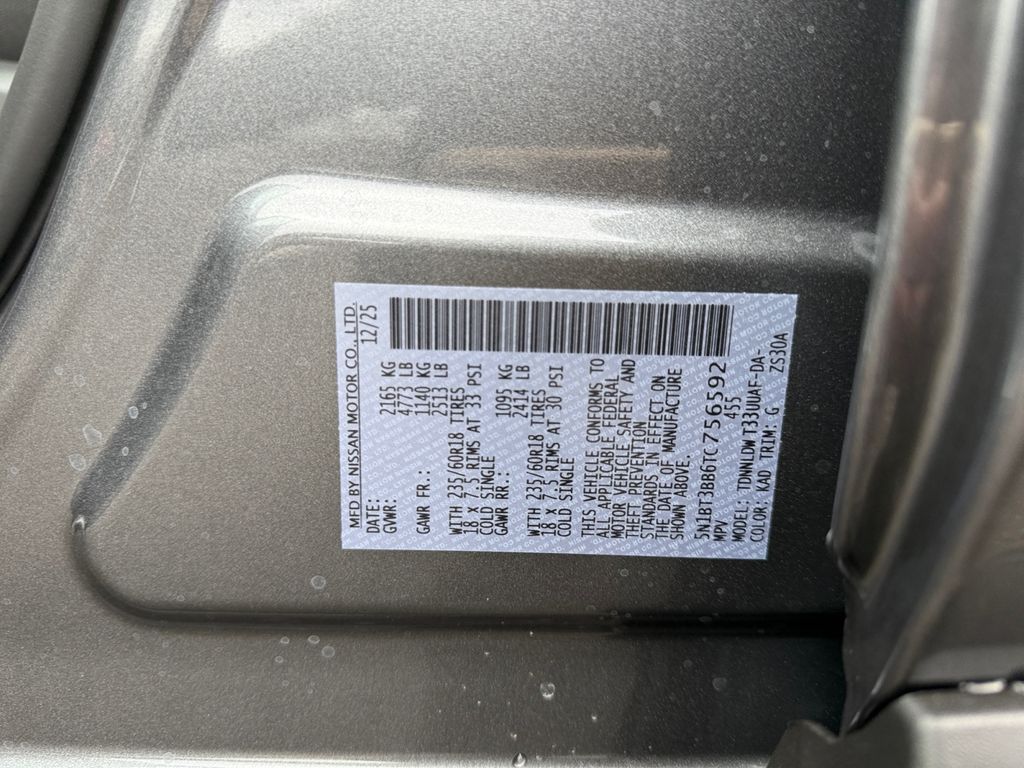 MFD BY NISSAN MOTOR CO., LTD.
DATE: 12/25
GVWR: 2165 KG
4773 LB
GAWR FR.: 1140 KG
2513 LB
WITH 235/60R18 TIRES
18 X 7.5 RIMS AT 33 PSI
COLD SINGLE
GAWR RR.: 1095 KG
2414 LB
WITH 235/60R18 TIRES
18 X 7.5 RIMS AT 30 PSI
COLD SINGLE
THIS VEHICLE CONFORMS TO
ALL APPLICABLE FEDERAL
MOTOR VEHICLE SAFETY AND
THEFT PREVENTION
STANDARDS IN EFFECT ON
THE DATE OF MANUFACTURE
SHOWN ABOVE.
5N1BT3BB6TC756592
MPV 455
MODEL: TDNNLDW T33UUAF-DA-
COLOR: KAD TRIM: G ZS30A